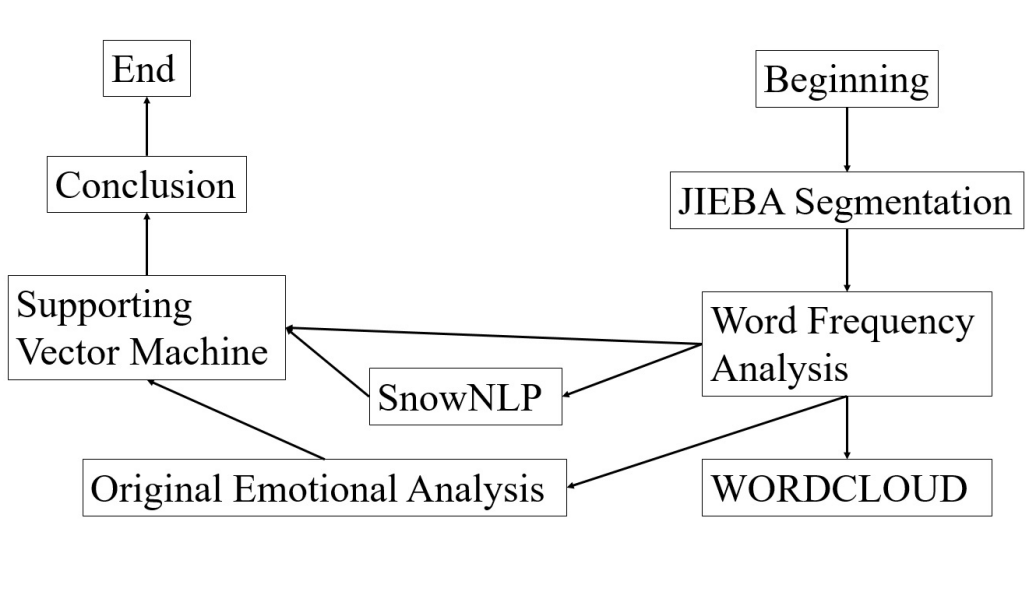 End
Beginning
Conclusion
JIEBA Segmentation
Supporting
Vector Machine
Word Frequency
Analysis
SnowNLP
Original Emotional Analysis
WORDCLOUD